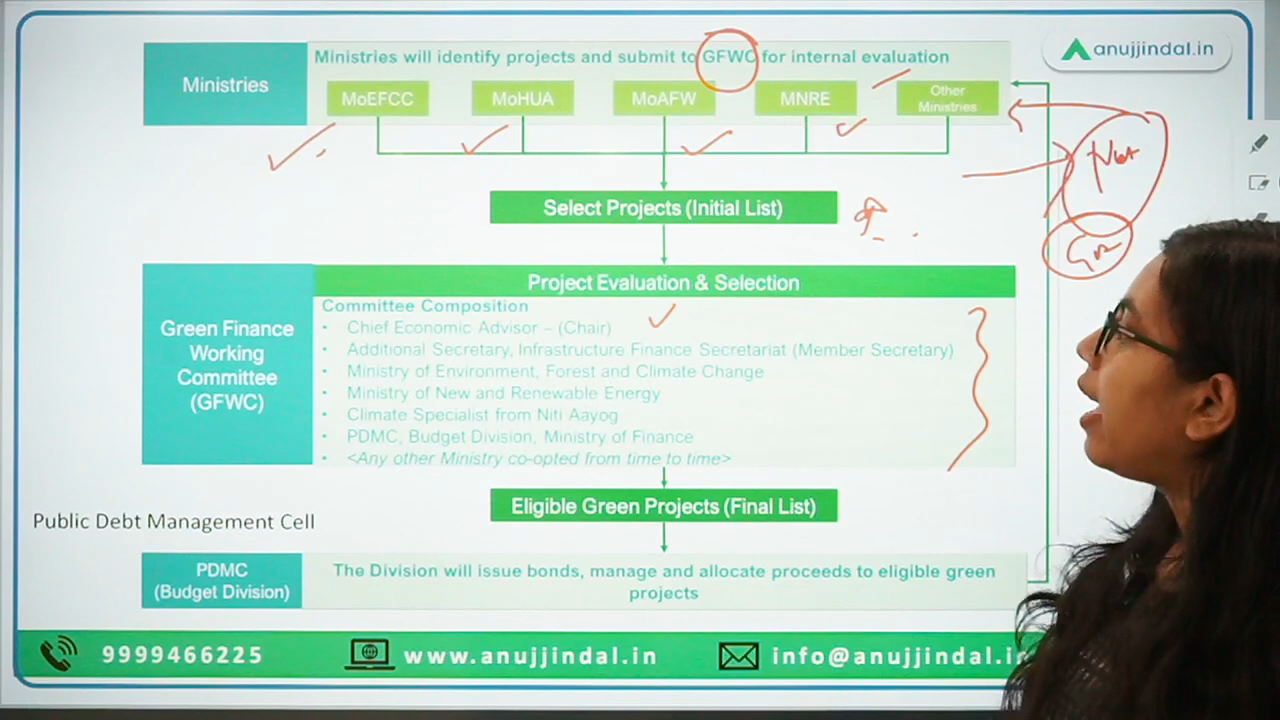 anujjindal.in
Ministries
Ministries will identify projects and submit to GFWC for internal evaluation
MoEFCC
MoHUA
MoAFW
MNRE
Other
Ministries
Select Projects (Initial List)
Green Finance
Working
Committee
(GFWC)
Project Evaluation & Selection
Committee Composition
• Chief Economic Advisor – (Chair)
• Additional Secretary, Infrastructure Finance Secretariat (Member Secretary)
• Ministry of Environment, Forest and Climate Change
• Ministry of New and Renewable Energy
• Climate Specialist from Niti Aayog
• PDMC, Budget Division, Ministry of Finance
• <Any other Ministry co-opted from time to time>
Eligible Green Projects (Final List)
Public Debt Management Cell
PDMC
(Budget Division)
The Division will issue bonds, manage and allocate proceeds to eligible green
projects
9999466225
www.anujjindal.in
info@anujjindal.in